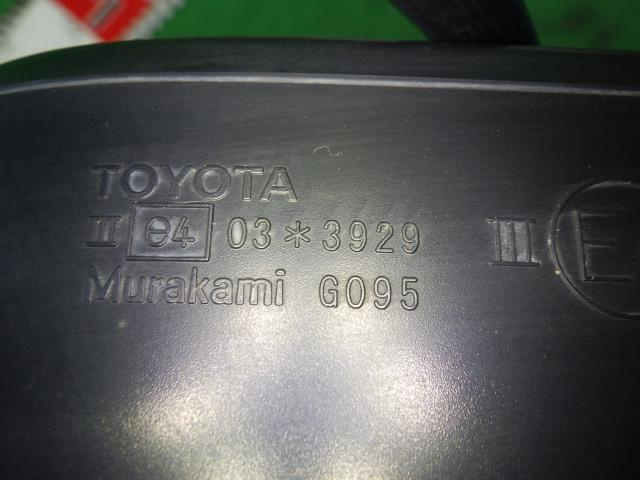 TOYOTA
II e4 03*3929 III E
Murakami G095